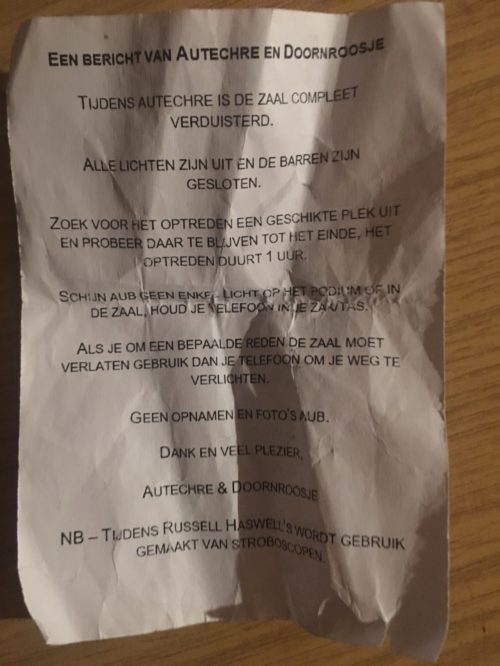 EEN BERICHT VAN AUTECHRE EN DOORNROOSJE
TIJDENS AUTECHRE IS DE ZAAL COMPLEET
VERDUISTERD.
ALLE LICHTEN ZIJN UIT EN DE BARREN ZIJN
GESLOTEN.
ZOEK VOOR HET OPTREDEN EEN GESCHIKTE PLEK UIT
EN PROBEER DAAR TE BLIJVEN TOT HET EINDE, HET
OPTREDEN DUURT 1 UUR.
SCHIJN AUB GEEN ENKEL LICHT OP HET PODIUM OF IN
DE ZAAL, HOUD JE TELEFOON IN JE ZAK/TAS.
ALS JE OM EEN BEPAALDE REDEN DE ZAAL MOET
VERLATEN GEBRUIK DAN JE TELEFOON OM JE WEG TE
VERLICHTEN.
GEEN OPNAMEN EN FOTO'S AUB.
DANK EN VEEL PLEZIER,
AUTECHRE & DOORNROOSJE
NB – TIJDENS RUSSELL HASWELL'S WORDT GEBRUIK
GEMAAKT VAN STROBOSCOPEN.